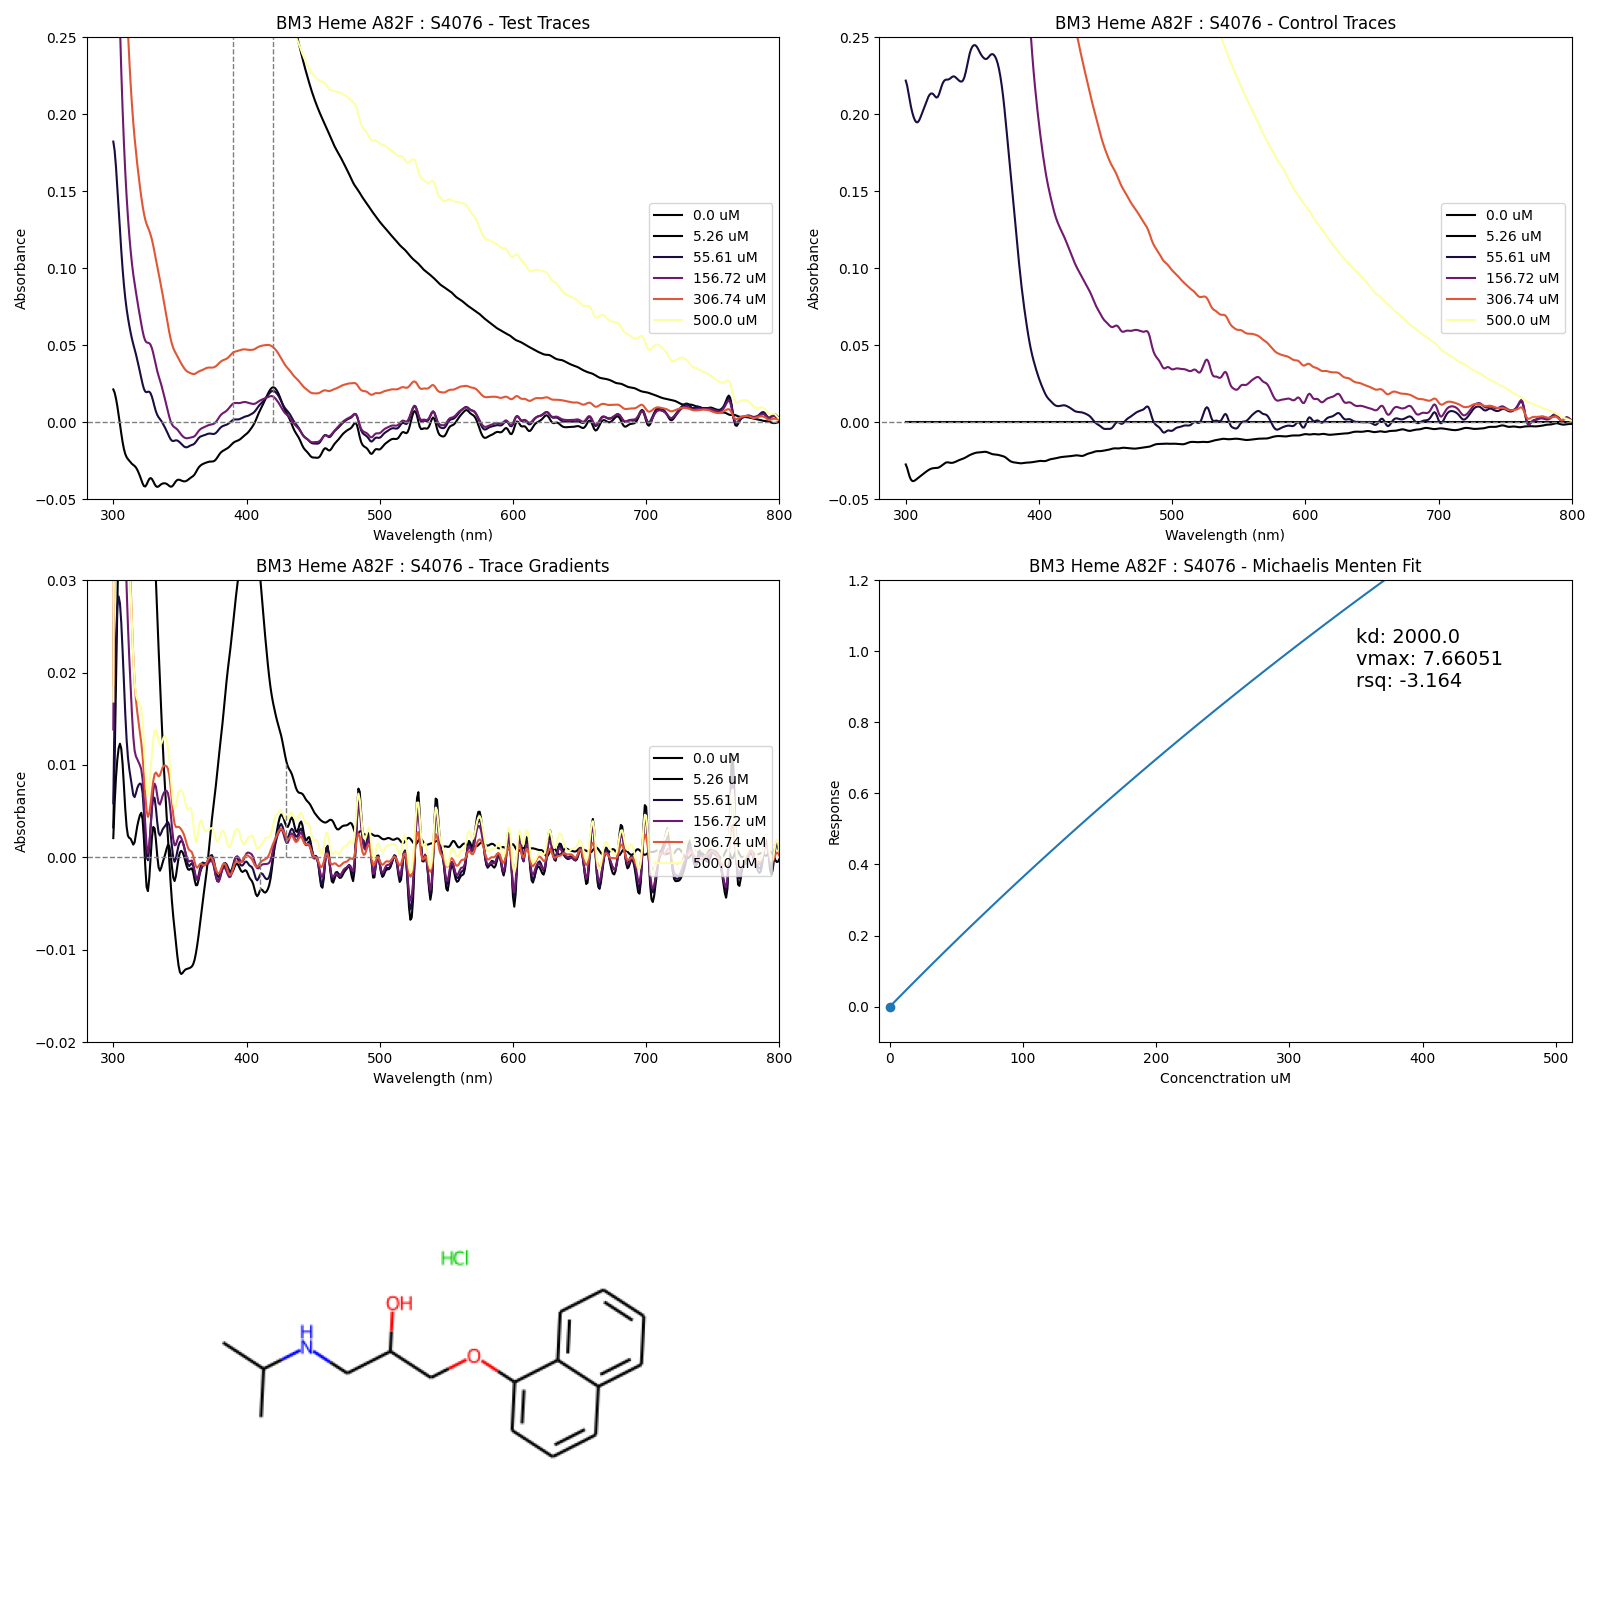 BM3 Heme A82F : S4076 - Test Traces
0.25
0.20
0.15
0.10
0.05
0.00
−0.05
Absorbance
300 400 500 600 700 800
Wavelength (nm)
0.0 uM
5.26 uM
55.61 uM
156.72 uM
306.74 uM
500.0 uM
BM3 Heme A82F : S4076 - Control Traces
0.25
0.20
0.15
0.10
0.05
0.00
−0.05
Absorbance
300 400 500 600 700 800
Wavelength (nm)
0.0 uM
5.26 uM
55.61 uM
156.72 uM
306.74 uM
500.0 uM
BM3 Heme A82F : S4076 - Trace Gradients
0.03
0.02
0.01
0.00
−0.01
−0.02
Absorbance
300 400 500 600 700 800
Wavelength (nm)
0.0 uM
5.26 uM
55.61 uM
156.72 uM
306.74 uM
500.0 uM
BM3 Heme A82F : S4076 - Michaelis Menten Fit
1.2
1.0
0.8
0.6
0.4
0.2
0.0
Response
0 100 200 300 400 500
Concenctration uM
kd: 2000.0
vmax: 7.66051
rsq: -3.164
HCl
OH
H
N
O